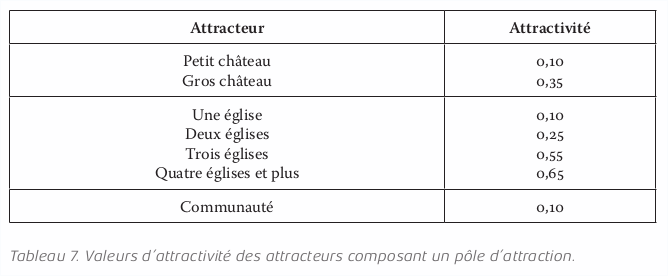 Attracteur Attractivité
Petit château 0,10
Gros château 0,35
Une église 0,10
Deux églises 0,25
Trois églises 0,55
Quatre églises et plus 0,65
Communauté 0,10
Tableau 7. Valeurs d’attractivité des attracteurs composant un pôle d’attraction.